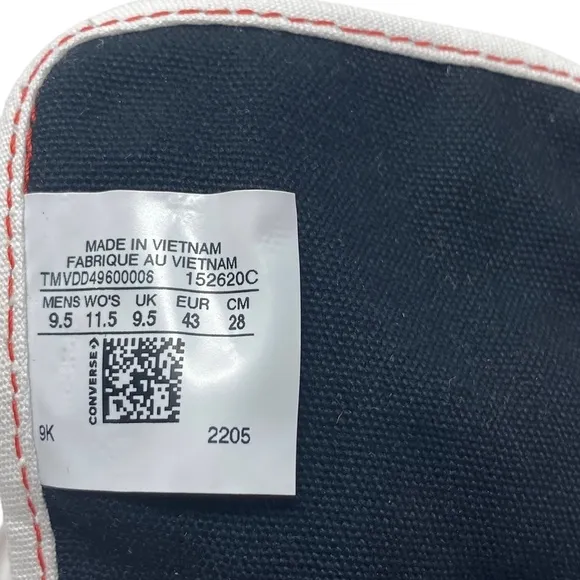 MADE IN VIETNAM
FABRIQUE AU VIETNAM
TMVDD49600006 152620C
MENS WO'S UK EUR CM
9.5 11.5 9.5 43 28
CONVERSE
9K 2205